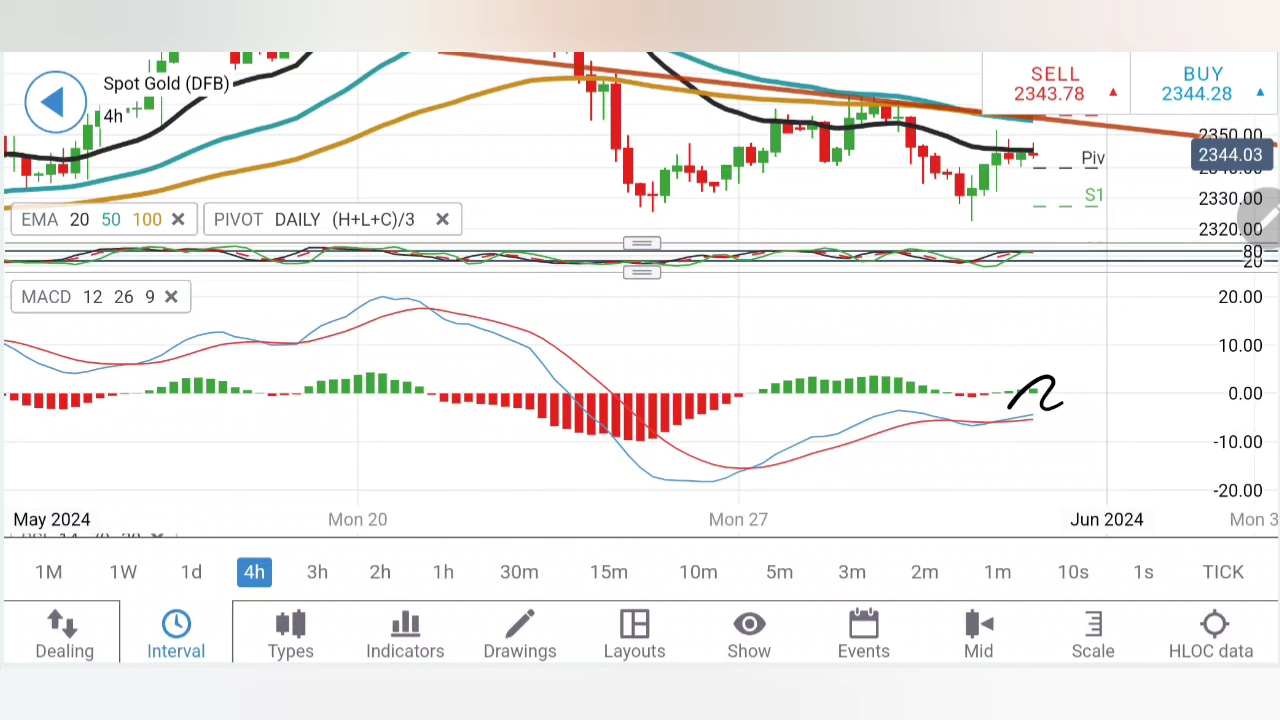 Spot Gold (DFB)
4h
SELL
2343.78
BUY
2344.28
2350.00
2344.03
Piv
S1
2330.00
2320.00
EMA 20 50 100
PIVOT DAILY (H+L+C)/3
80
20
MACD 12 26 9
20.00
10.00
0.00
-10.00
-20.00
May 2024 Mon 20 Mon 27 Jun 2024 Mon 3
1M 1W 1d 4h 3h 2h 1h 30m 15m 10m 5m 3m 2m 1m 10s 1s TICK
Dealing Interval Types Indicators Drawings Layouts Show Events Mid Scale HLOC data